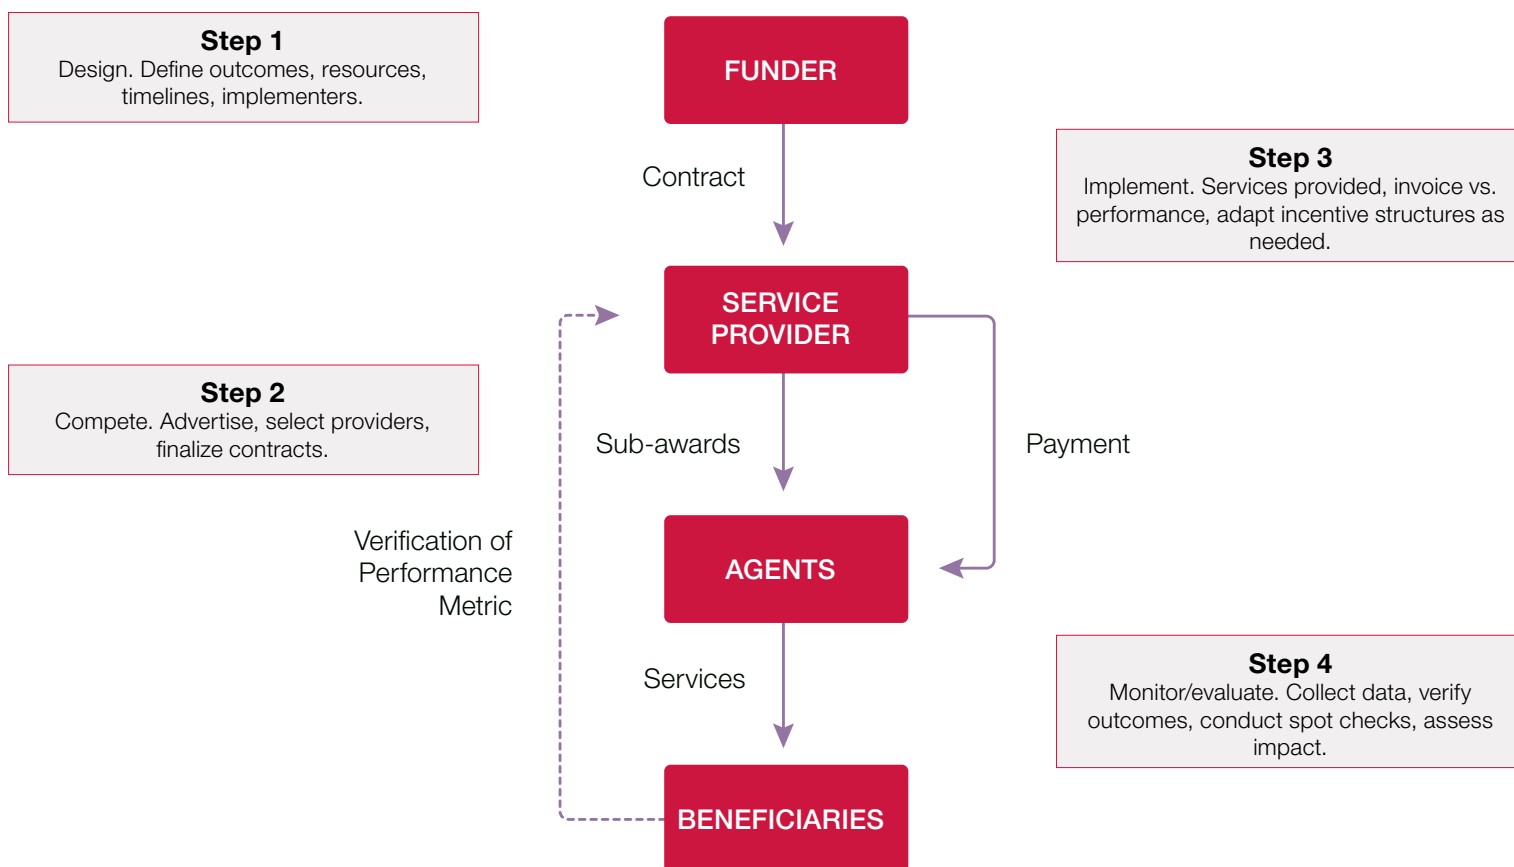 Step 1
Design. Define outcomes, resources,
timelines, implementers.
FUNDER
Contract
Step 3
Implement. Services provided, invoice vs.
performance, adapt incentive structures as
needed.
SERVICE
PROVIDER
Step 2
Compete. Advertise, select providers,
finalize contracts.
Sub-awards
Payment
Verification of
Performance
Metric
AGENTS
Services
Step 4
Monitor/evaluate. Collect data, verify
outcomes, conduct spot checks, assess
impact.
BENEFICIARIES